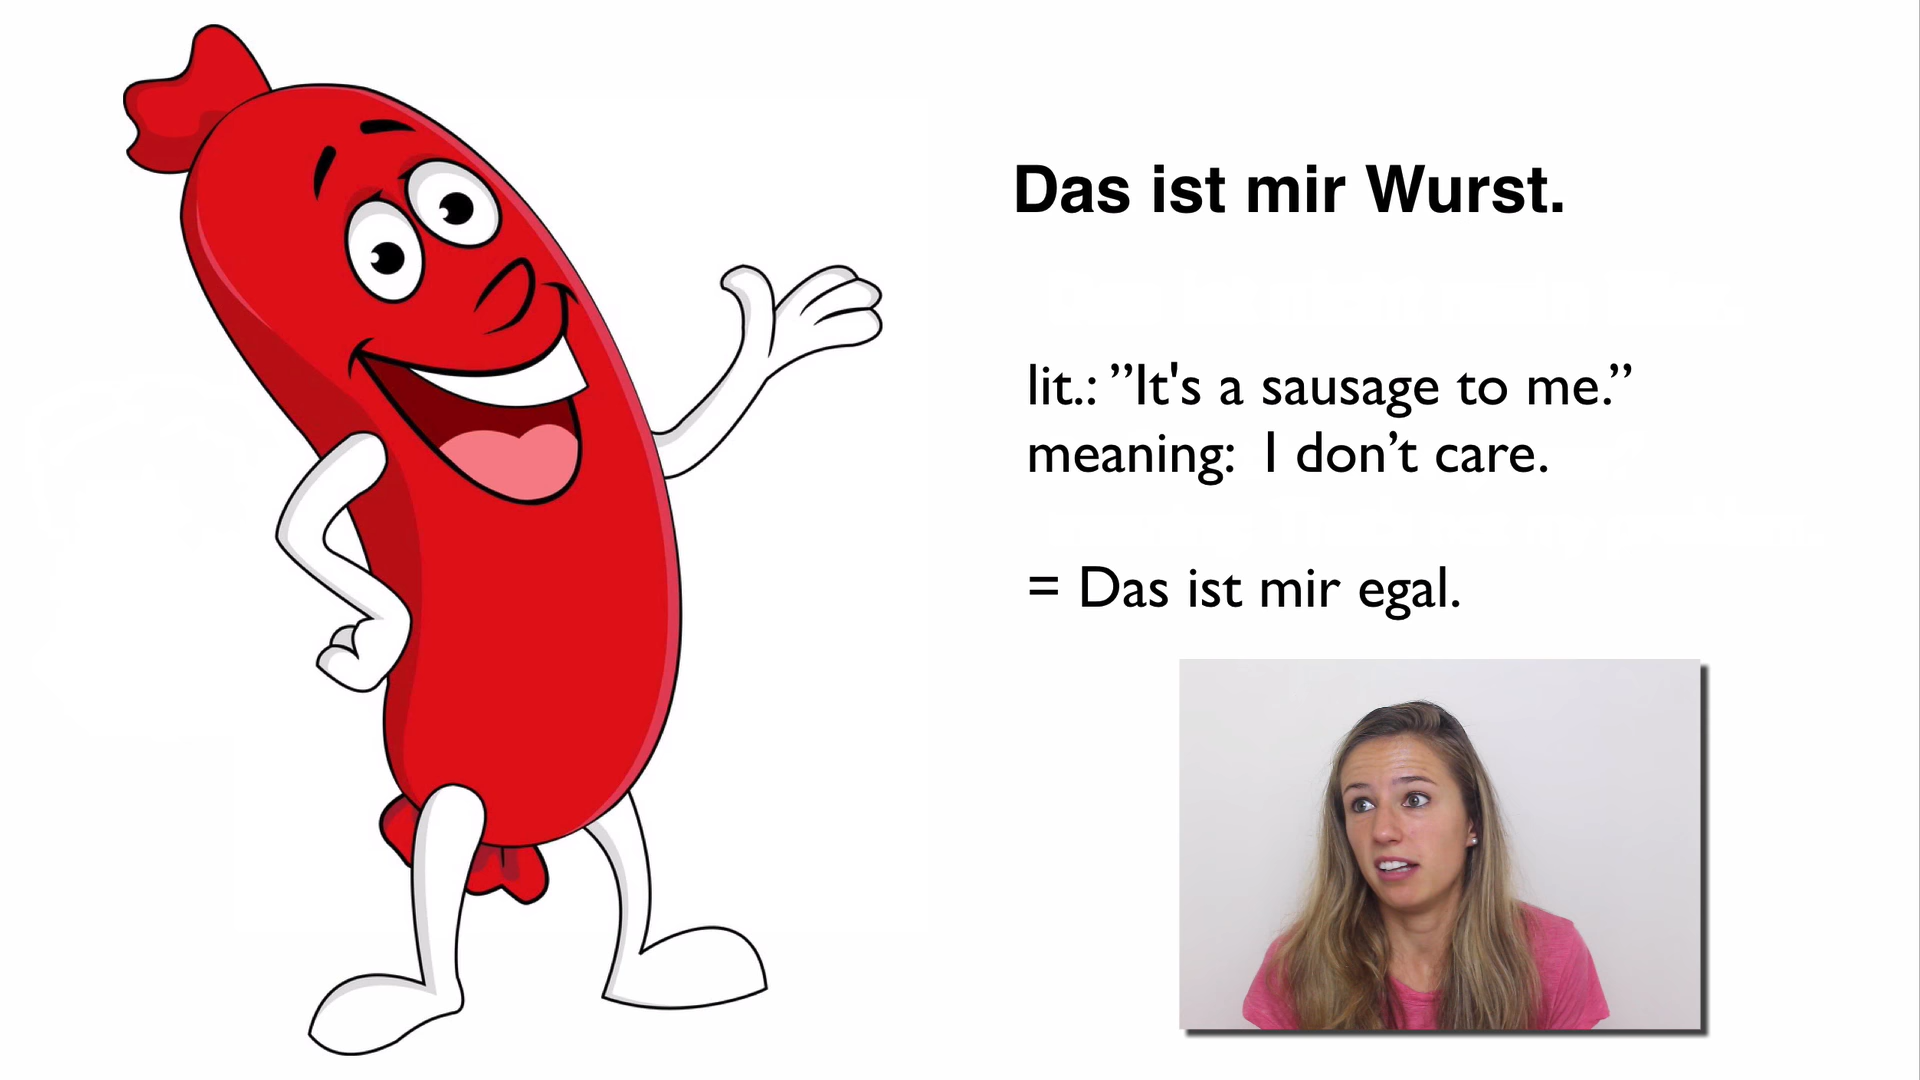 Das ist mir Wurst.
lit.: ”It's a sausage to me.”
meaning:  I don’t care.
= Das ist mir egal.